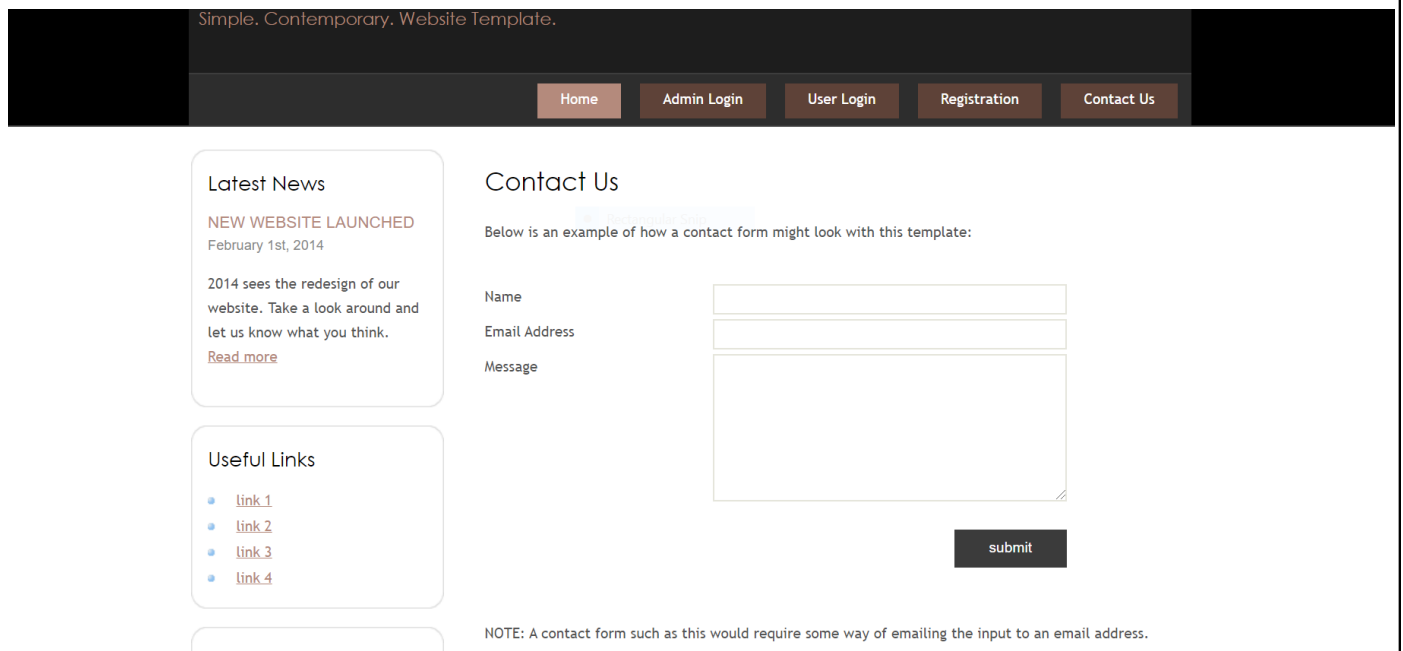 Simple. Contemporary. Website Template.
Home
Admin Login
User Login
Registration
Contact Us
Latest News
NEW WEBSITE LAUNCHED
February 1st, 2014
2014 sees the redesign of our
website. Take a look around and
let us know what you think.
Read more
Useful Links
link 1
link 2
link 3
link 4
Contact Us
Rectangular Snip
Below is an example of how a contact form might look with this template:
Name
Email Address
Message
submit
NOTE: A contact form such as this would require some way of emailing the input to an email address.